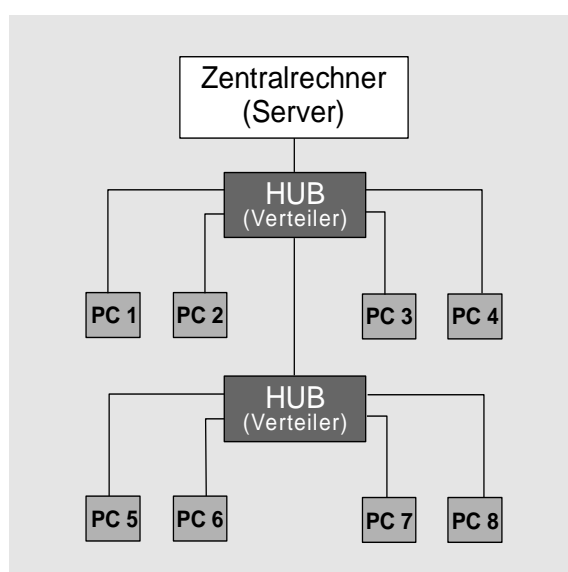 Zentralrechner
(Server)
HUB
(Verteiler)
PC 1
PC 2
PC 3
PC 4
HUB
(Verteiler)
PC 5
PC 6
PC 7
PC 8